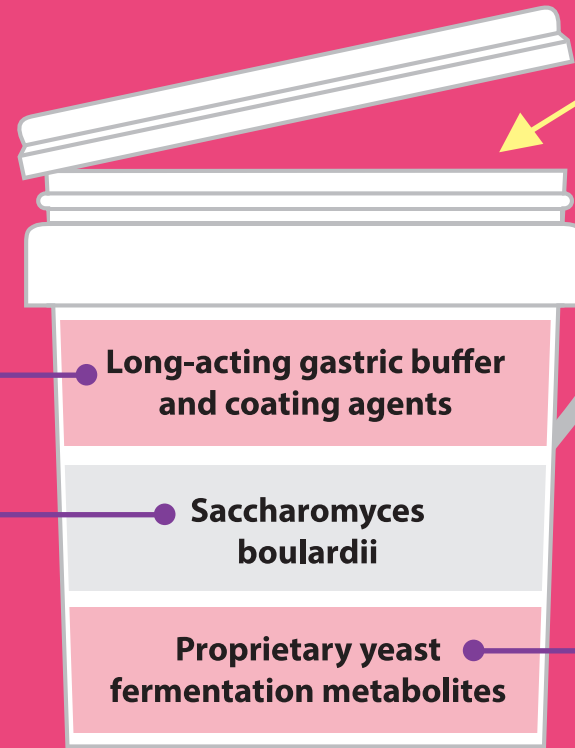 Long-acting gastric buffer
and coating agents
Saccharomyces
boulardii
Proprietary yeast
fermentation metabolites